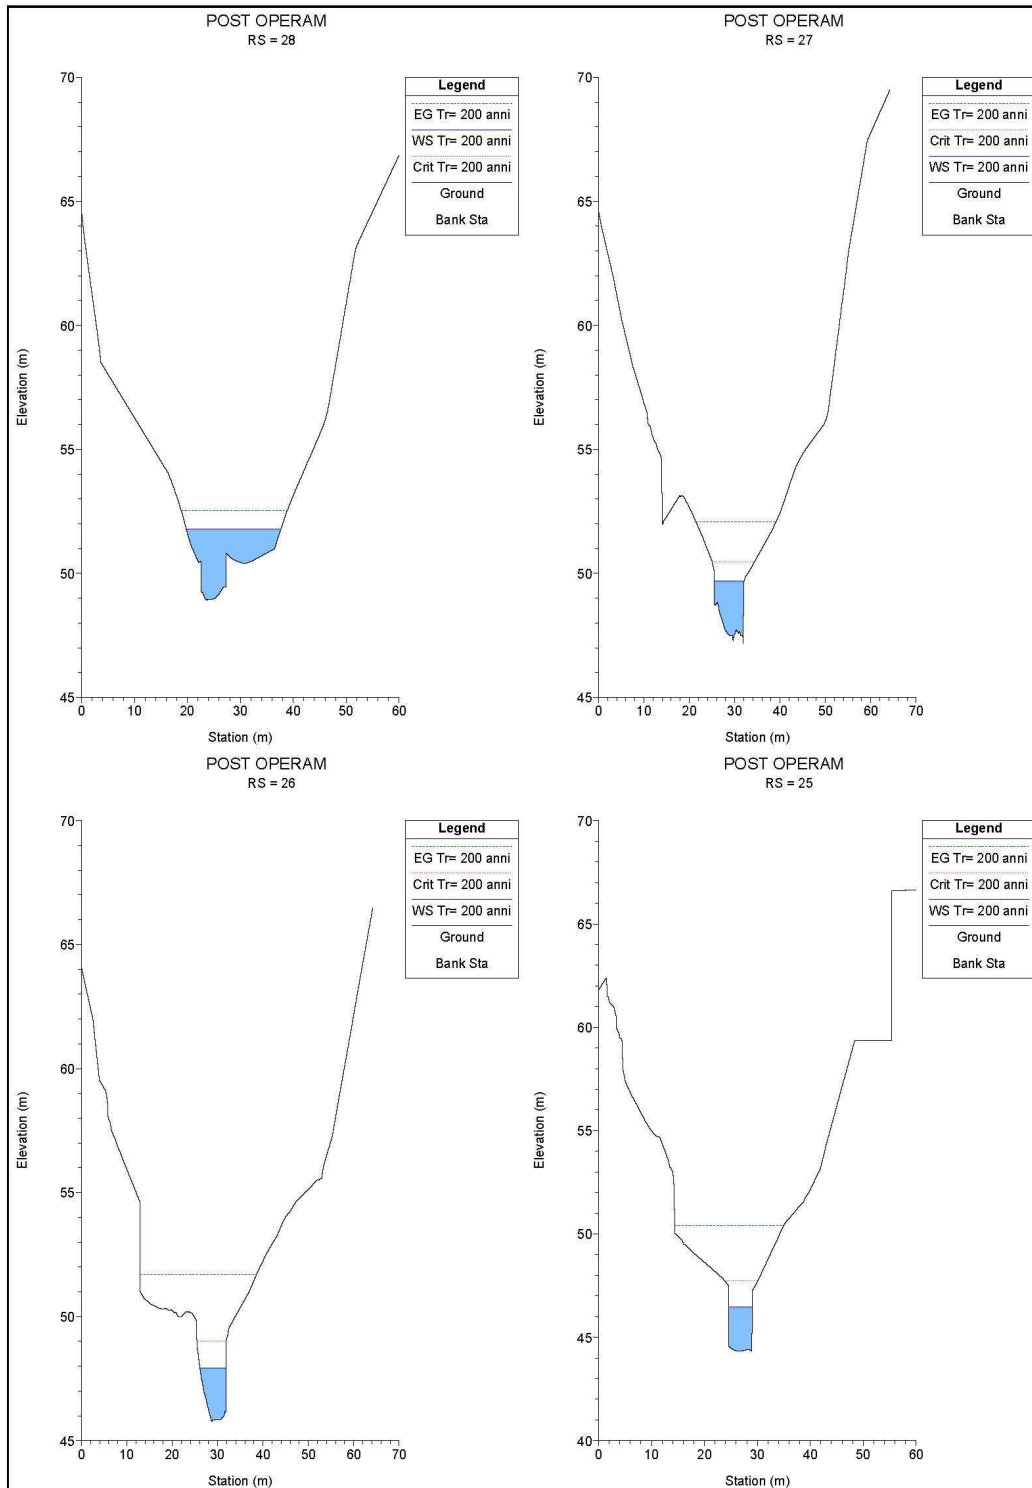 POST OPERAM
RS = 28
Elevation (m)
70
65
60
55
50
45
0 10 20 30 40 50 60
Station (m)
Legend
EG Tr= 200 anni
WS Tr= 200 anni
Crit Tr= 200 anni
Ground
Bank Sta
POST OPERAM
RS = 27
Elevation (m)
70
65
60
55
50
45
0 10 20 30 40 50 60 70
Station (m)
Legend
EG Tr= 200 anni
Crit Tr= 200 anni
WS Tr= 200 anni
Ground
Bank Sta
POST OPERAM
RS = 26
Elevation (m)
70
65
60
55
50
45
0 10 20 30 40 50 60 70
Station (m)
Legend
EG Tr= 200 anni
Crit Tr= 200 anni
WS Tr= 200 anni
Ground
Bank Sta
POST OPERAM
RS = 25
Elevation (m)
70
65
60
55
50
45
40
0 10 20 30 40 50 60
Station (m)
Legend
EG Tr= 200 anni
Crit Tr= 200 anni
WS Tr= 200 anni
Ground
Bank Sta